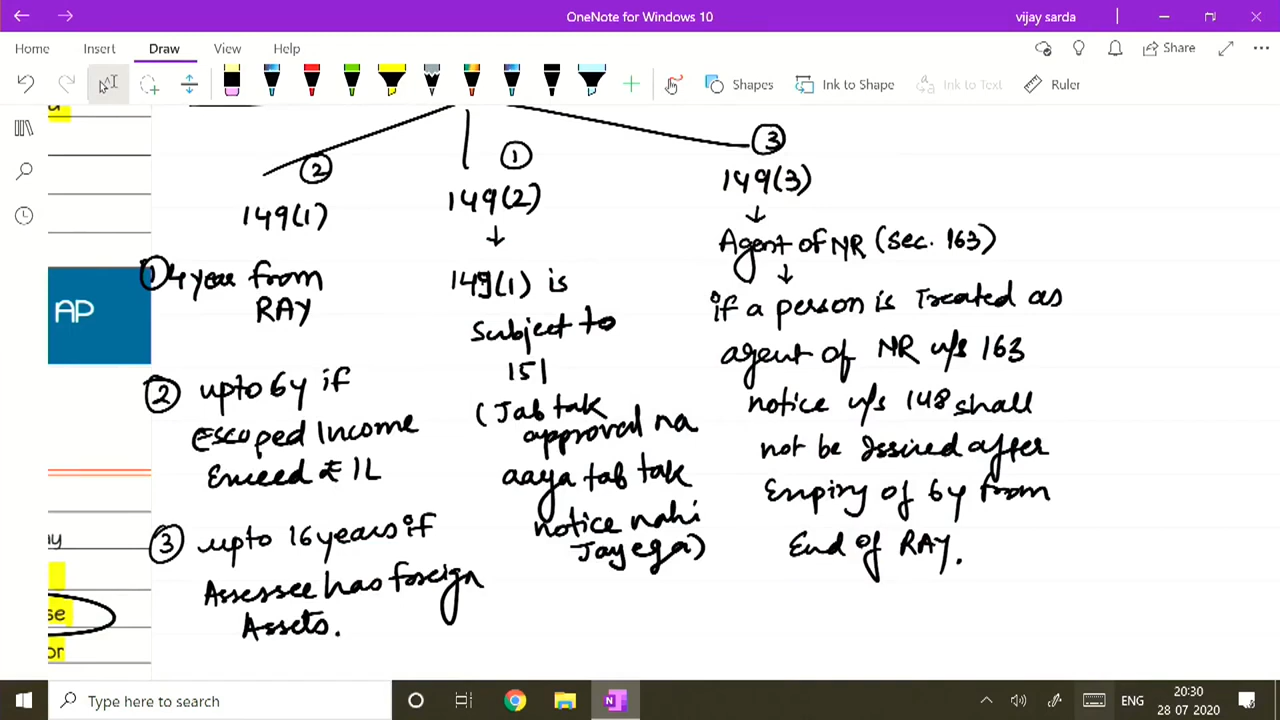 OneNote for Windows 10
vijay sarda
Home
Insert
Draw
View
Help
Share
Shapes
Ink to Shape
Ink to Text
Ruler
②
149(1)
① 4 year from
RAY
② upto 6y if
Escaped Income
Exceed ₹ 1L
③ upto 16 years if
Assessee has foreign
Assets.
①
149(2)
↓
149(1) is
Subject to
151
(Jab tak
approved na
aaya tab tak
notice nahi
Jayega)
③
149(3)
↓
Agent of NR (sec. 163)
↓
if a person is Treated as
agent of NR u/s 163
notice u/s 148 shall
not be Issued after
Expiry of 6y from
End of RAY.
AP
ay
se
or
Type here to search
ENG
20:30
28-07-2020
3